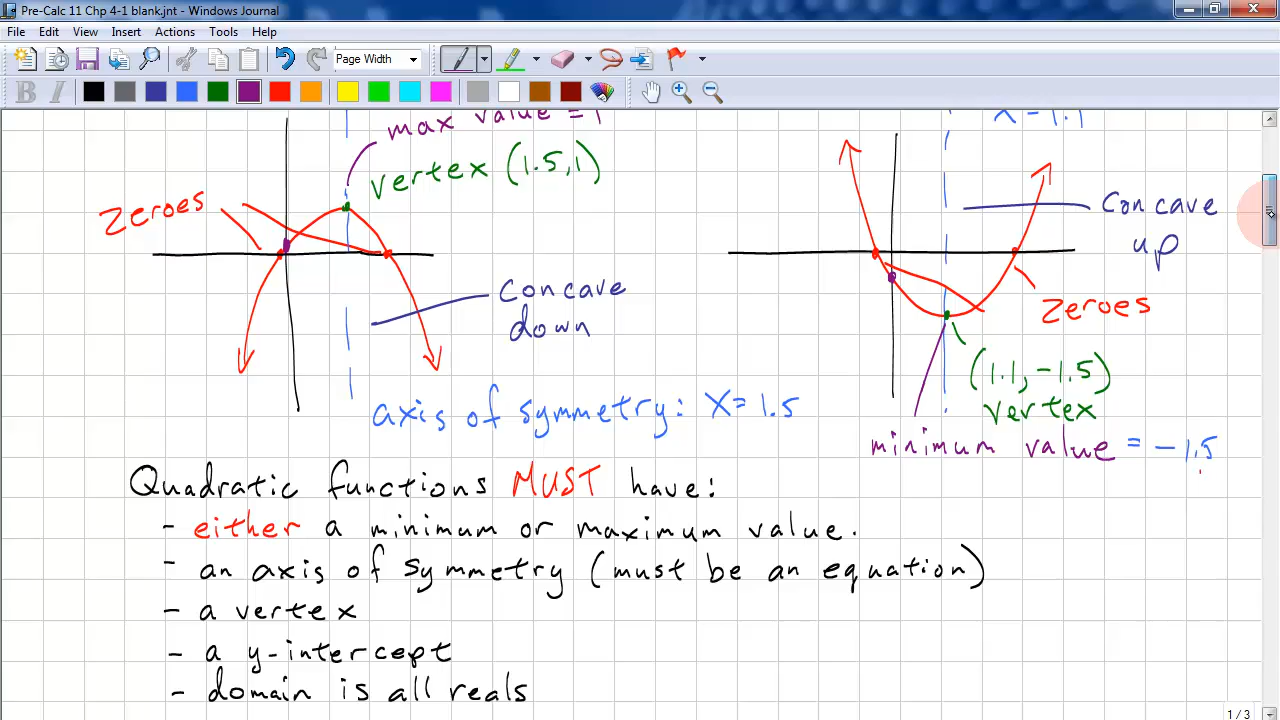 Pre-Calc 11 Chp 4-1 blank.jnt - Windows Journal
File Edit View Insert Actions Tools Help
Page Width
B I
max value = 1
x = 1.1
vertex (1.5, 1)
zeroes
concave
up
concave
down
zeroes
(1.1, -1.5)
vertex
axis of symmetry: x = 1.5
minimum value = -1.5
Quadratic functions MUST have:
- either a minimum or maximum value.
- an axis of symmetry (must be an equation)
- a vertex
- a y-intercept
- domain is all reals
1 / 3